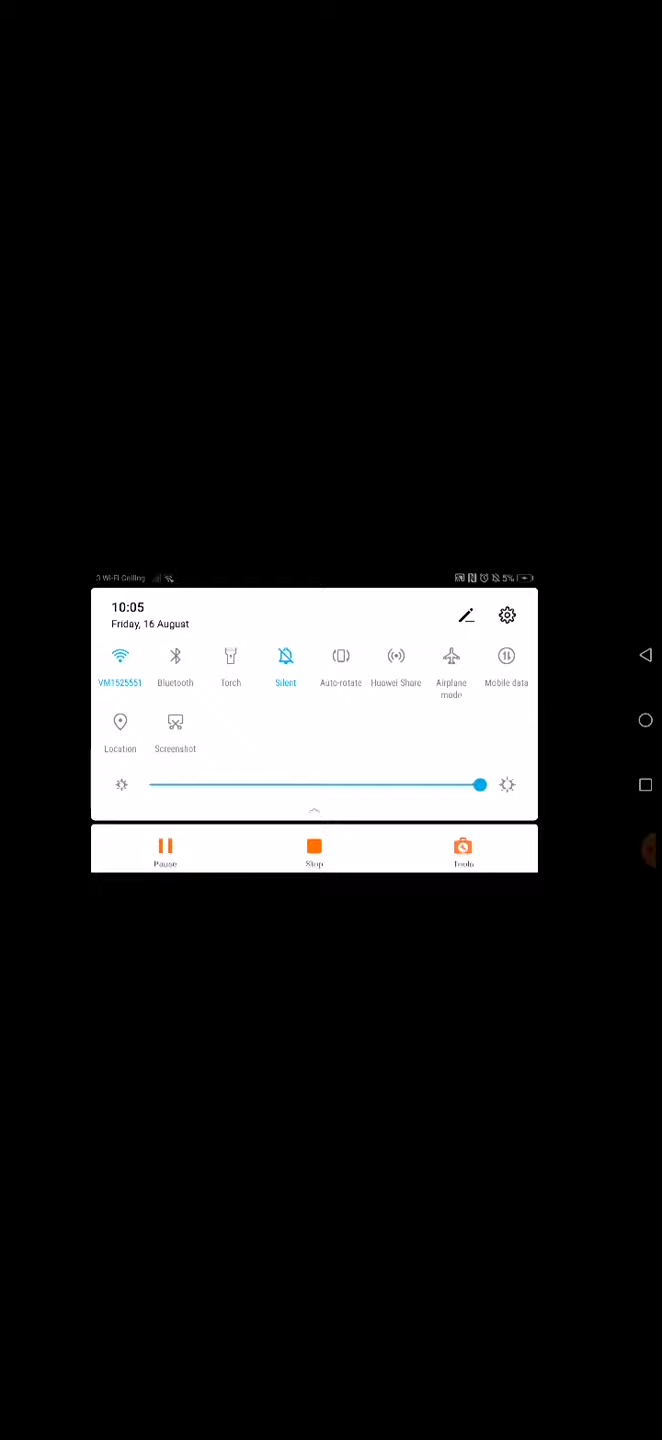 3 Wi-Fi Calling
5%
10:05
Friday, 16 August
VM1525551 Bluetooth Torch Silent Auto-rotate Huawei Share Airplane mode Mobile data
Location Screenshot
Pause Stop Tools